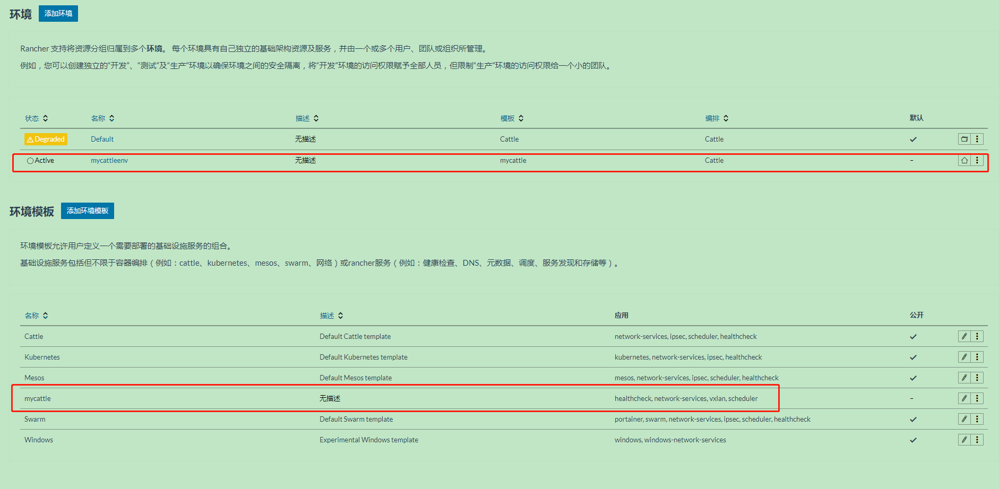 环境 添加环境
Rancher 支持将资源分组归属到多个环境。 每个环境具有自己独立的基础架构资源及服务，并由一个或多个用户、团队或组织所管理。
例如，您可以创建独立的“开发”、“测试”及“生产”环境以确保环境之间的安全隔离，将“开发”环境的访问权限赋予全部人员，但限制“生产”环境的访问权限给一个小的团队。
状态 名称 描述 模板 编排 默认
Degraded Default 无描述 Cattle Cattle
Active mycattleenv 无描述 mycattle Cattle –
环境模板 添加环境模板
环境模板允许用户定义一个需要部署的基础设施服务的组合。
基础设施服务包括但不限于容器编排（例如：cattle、kubernetes、mesos、swarm、网络）或rancher服务（例如：健康检查、DNS、元数据、调度、服务发现和存储等）。
名称 描述 应用 公开
Cattle Default Cattle template network-services, ipsec, scheduler, healthcheck
Kubernetes Default Kubernetes template kubernetes, network-services, ipsec, healthcheck
Mesos Default Mesos template mesos, network-services, ipsec, scheduler, healthcheck
mycattle 无描述 healthcheck, network-services, vxlan, scheduler –
Swarm Default Swarm template portainer, swarm, network-services, ipsec, scheduler, healthcheck
Windows Experimental Windows template windows, windows-network-services